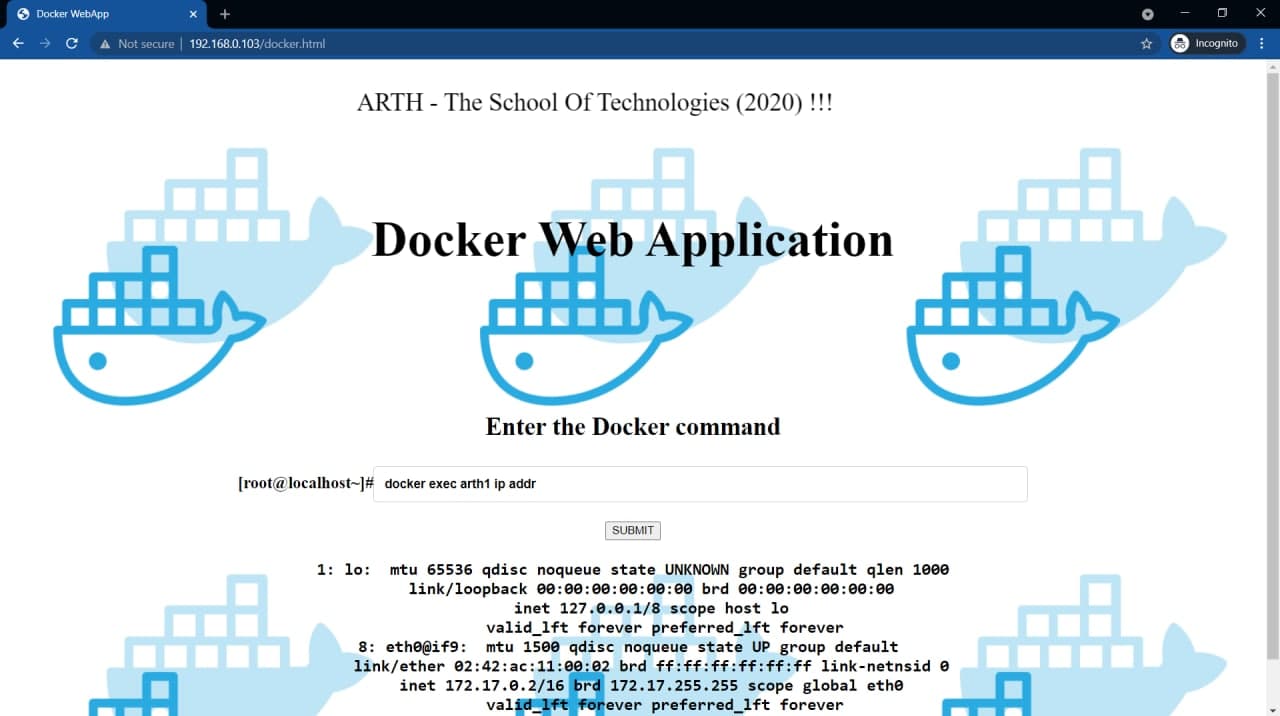 Docker WebApp
Not secure | 192.168.0.103/docker.html
Incognito
ARTH - The School Of Technologies (2020) !!!
Docker Web Application
Enter the Docker command
[root@localhost~]# docker exec arth1 ip addr
SUBMIT
1: lo: mtu 65536 qdisc noqueue state UNKNOWN group default qlen 1000
link/loopback 00:00:00:00:00:00 brd 00:00:00:00:00:00
inet 127.0.0.1/8 scope host lo
valid_lft forever preferred_lft forever
8: eth0@if9: mtu 1500 qdisc noqueue state UP group default
link/ether 02:42:ac:11:00:02 brd ff:ff:ff:ff:ff:ff link-netnsid 0
inet 172.17.0.2/16 brd 172.17.255.255 scope global eth0
valid_lft forever preferred_lft forever